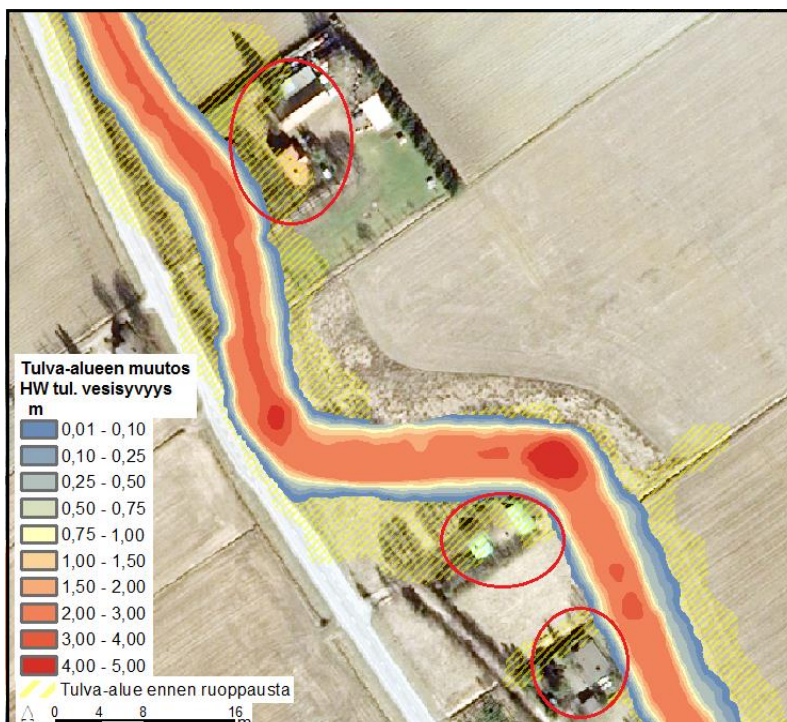 Tulva-alueen muutos
HW tul. vesisyvyys
m
0,01 - 0,10
0,10 - 0,25
0,25 - 0,50
0,50 - 0,75
0,75 - 1,00
1,00 - 1,50
1,50 - 2,00
2,00 - 3,00
3,00 - 4,00
4,00 - 5,00
Tulva-alue ennen ruoppausta
0 4 8 16
m